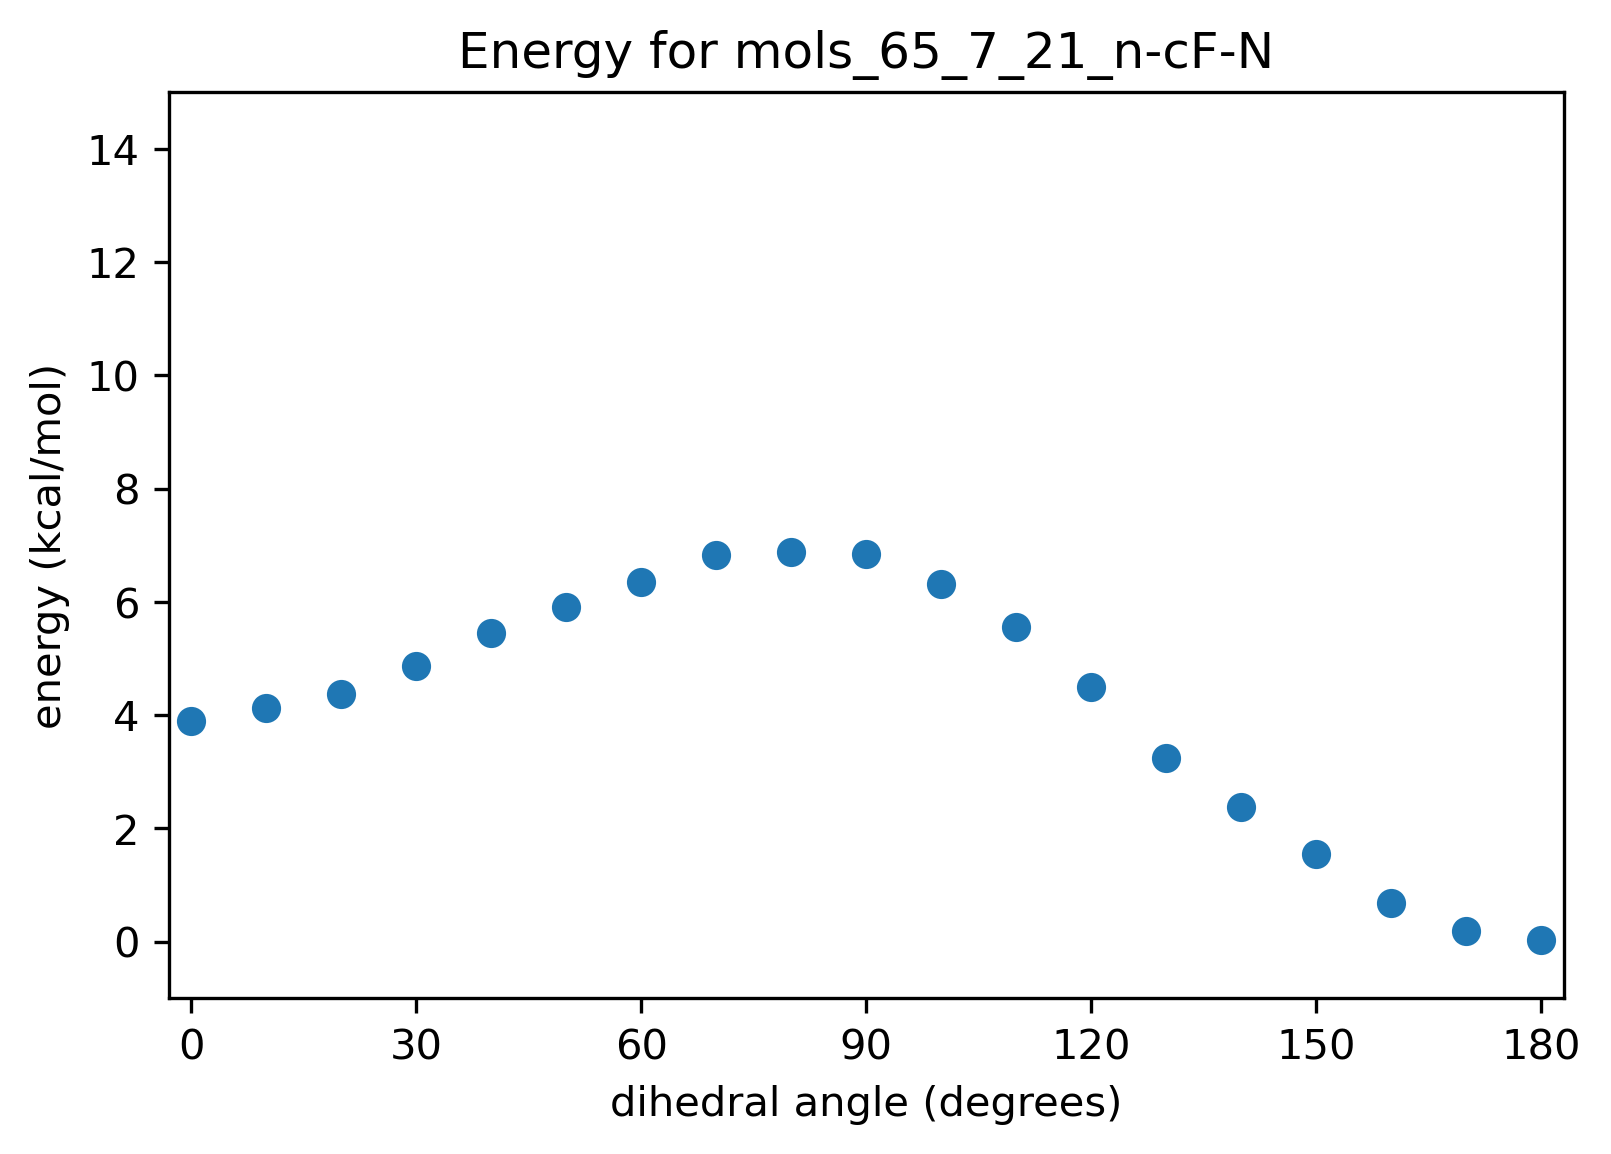 Energy for mols_65_7_21_n-cF-N
14
12
10
8
6
4
2
0
energy (kcal/mol)
0 30 60 90 120 150 180
dihedral angle (degrees)